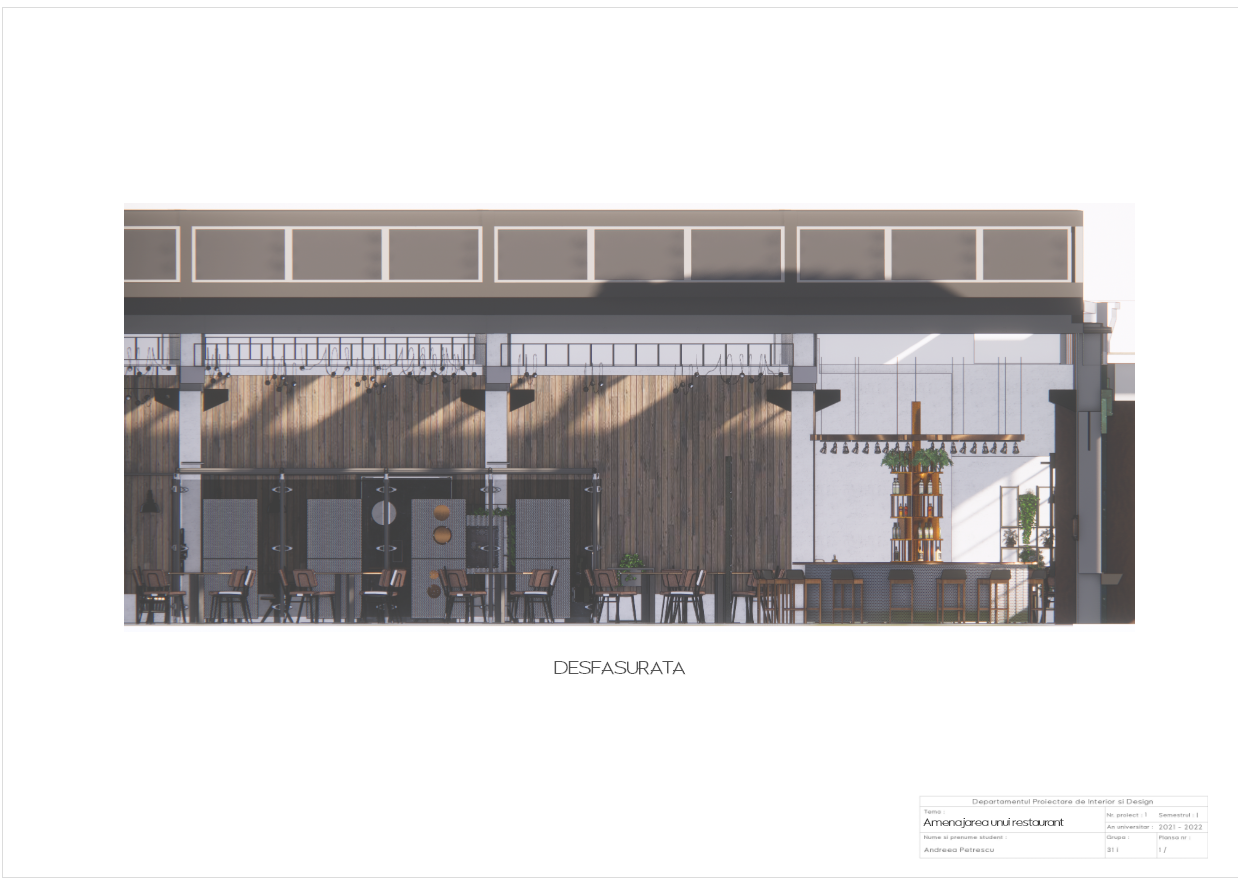 DESFASURATA
Departamentul Proiectare de Interior si Design
Tema :
Amenajarea unui restaurant
Nr. proiect : 1 Semestrul : I
An universitar : 2021 - 2022
Nume si prenume student :
Grupa :
Plansa nr :
Andreea Petrescu
31 i
1 /